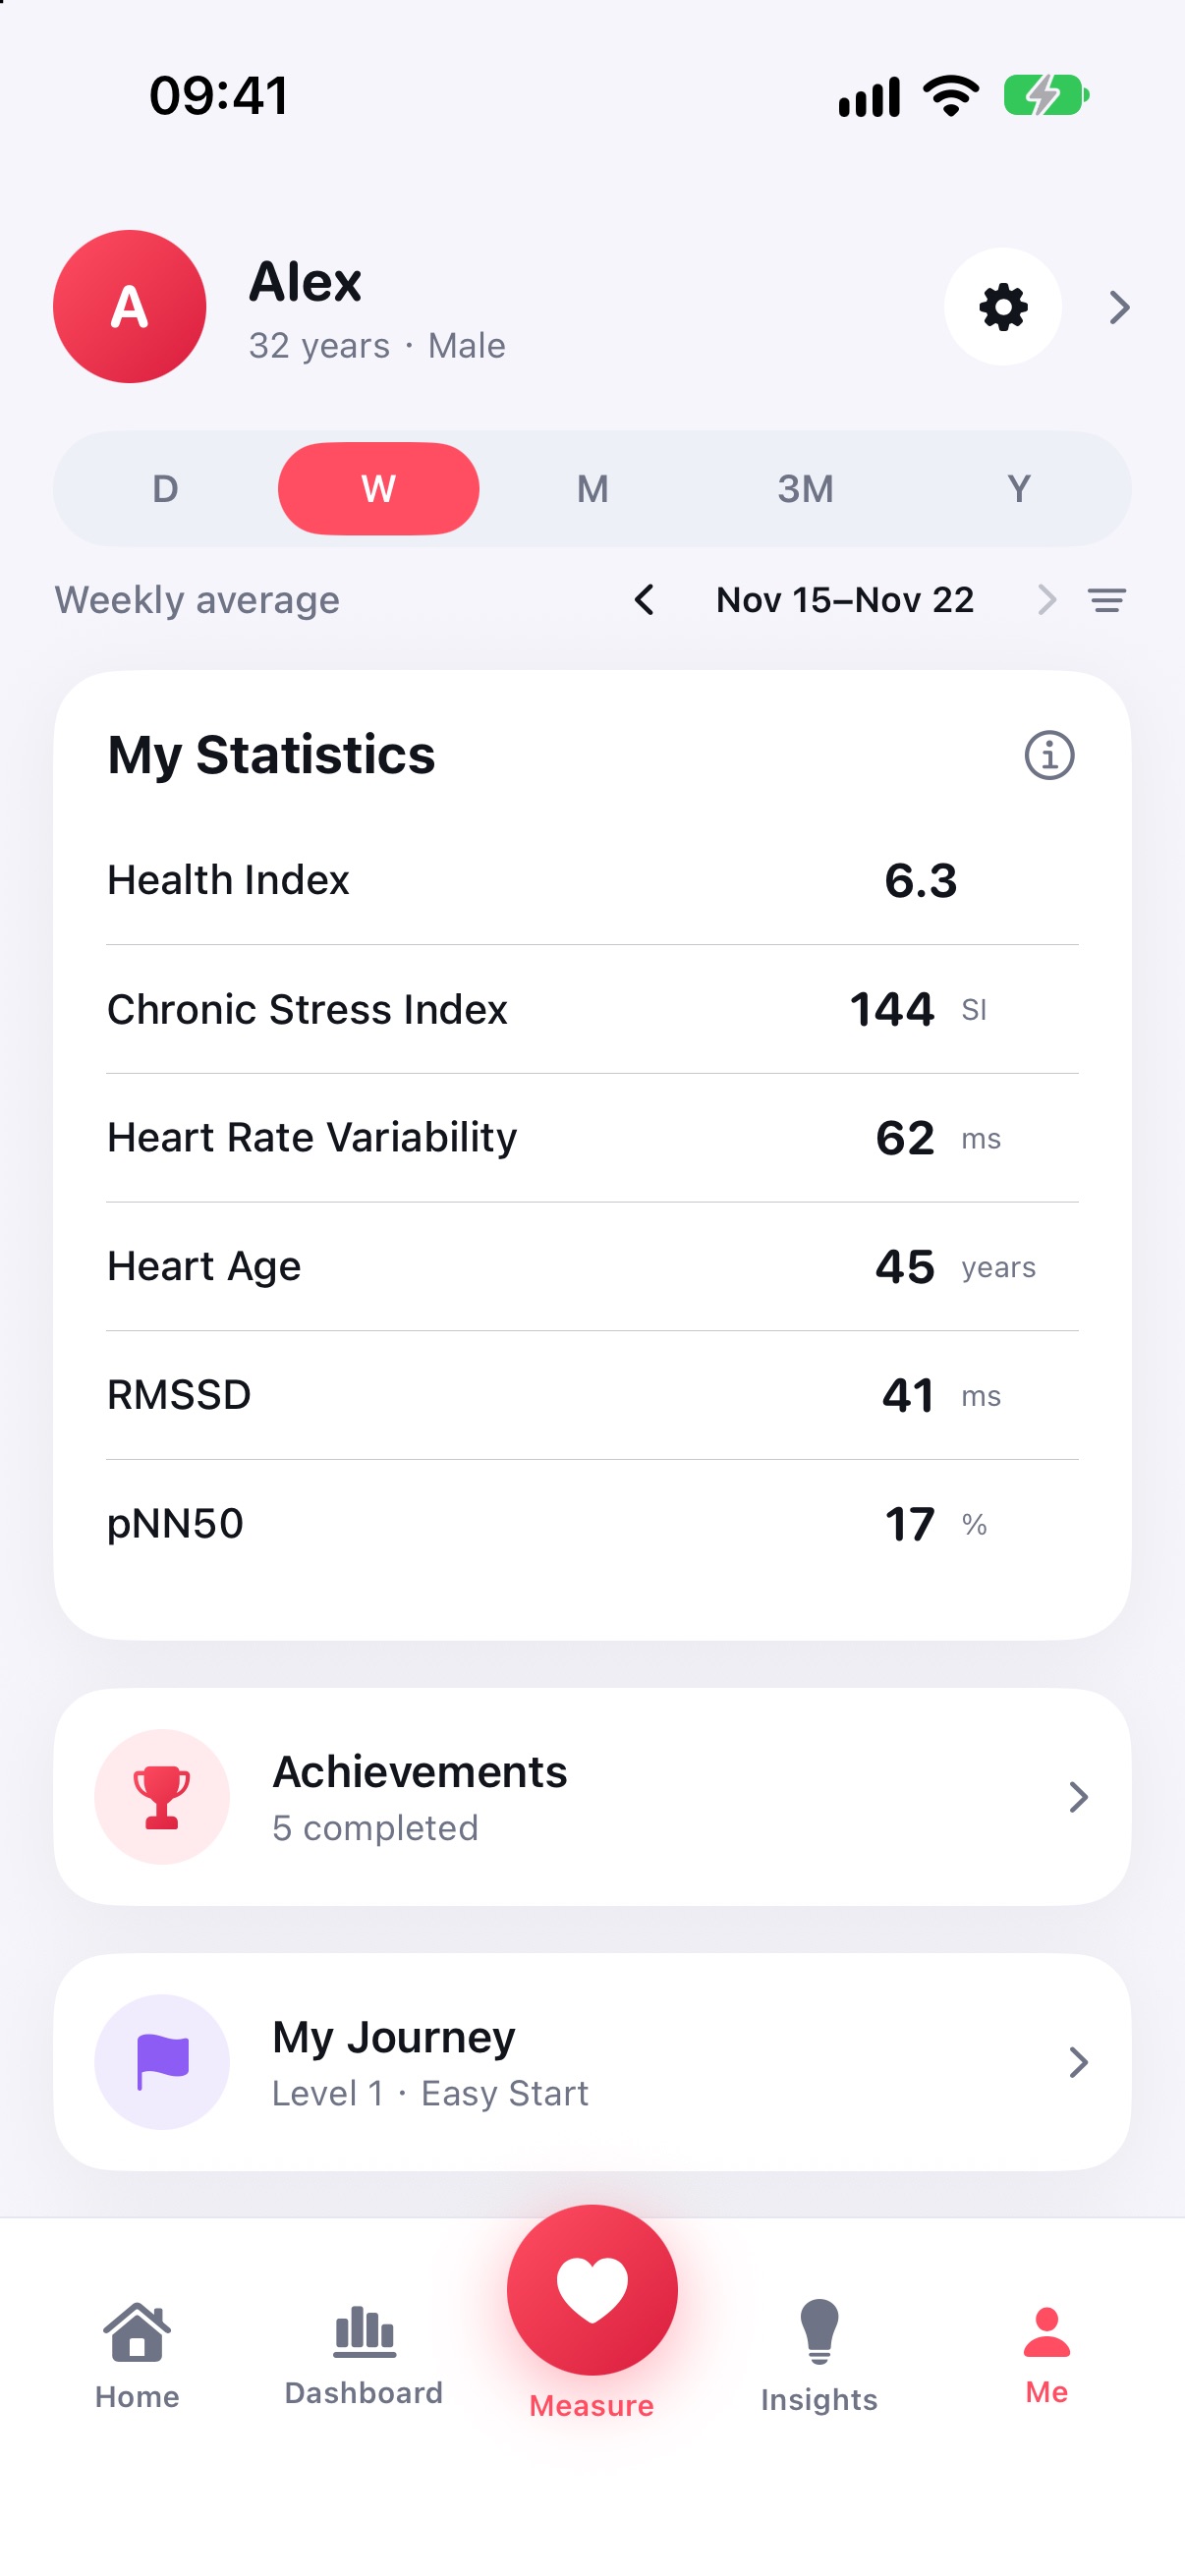 09:41
A
Alex
32 years · Male
D W M 3M Y
Weekly average
Nov 15–Nov 22
My Statistics
Health Index 6.3
Chronic Stress Index 144 SI
Heart Rate Variability 62 ms
Heart Age 45 years
RMSSD 41 ms
pNN50 17 %
Achievements
5 completed
My Journey
Level 1 · Easy Start
Home Dashboard Measure Insights Me